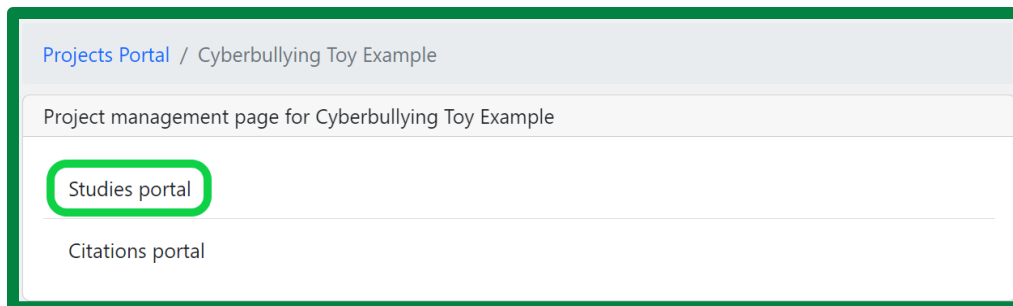 Projects Portal / Cyberbullying Toy Example
Project management page for Cyberbullying Toy Example
Studies portal
Citations portal